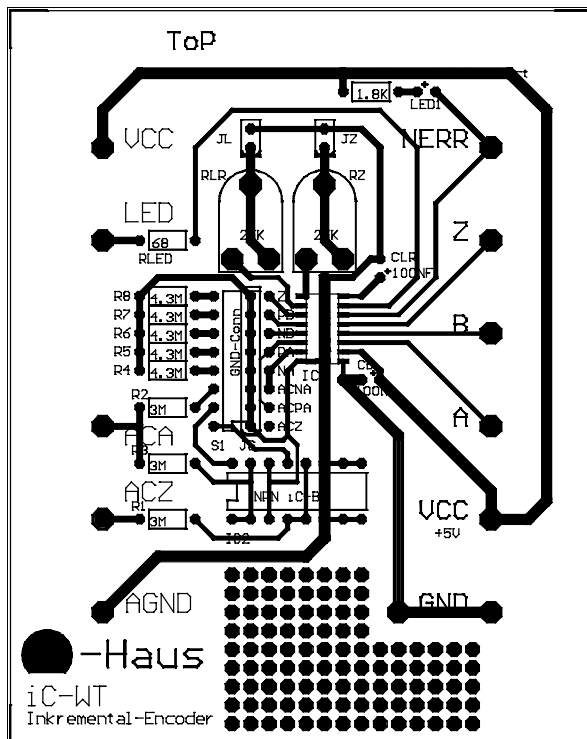 ToP
1.8K
LED1
VCC
JL
JZ
NERR
RLR
RZ
LED
68
RLED
Z
CLR
100NF
R8 4.3M
R7 4.3M
R6 4.3M
R5 4.3M
R4 4.3M
GND-Conn
B
R2
3M
ACNA
ACPA
ACZ
A
ACA
3M
S1
ACZ
R1
3M
NPN iC-B
VCC
+5V
AGND
GND
-Haus
iC-WT
Inkremental-Encoder